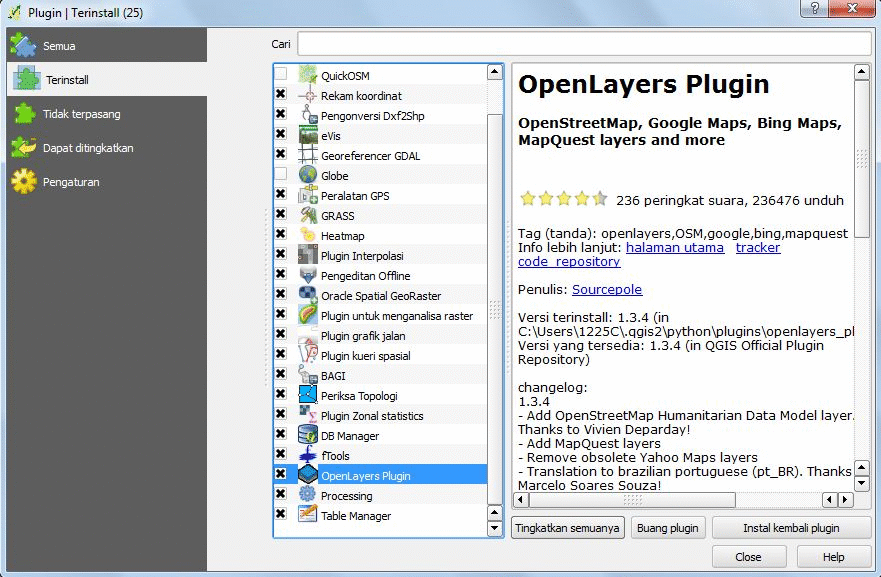 Plugin | Terinstall (25)
Semua
Terinstall
Tidak terpasang
Dapat ditingkatkan
Pengaturan
Cari
QuickOSM
Rekam koordinat
Pengonversi Dxf2Shp
eVis
Georeferencer GDAL
Globe
Peralatan GPS
GRASS
Heatmap
Plugin Interpolasi
Pengeditan Offline
Oracle Spatial GeoRaster
Plugin untuk menganalisa raster
Plugin grafik jalan
Plugin kueri spasial
BAGI
Periksa Topologi
Plugin Zonal statistics
DB Manager
fTools
OpenLayers Plugin
Processing
Table Manager
OpenLayers Plugin
OpenStreetMap, Google Maps, Bing Maps,
MapQuest layers and more
236 peringkat suara, 236476 unduh
Tag (tanda): openlayers,OSM,google,bing,mapquest
Info lebih lanjut: halaman utama tracker
code_repository
Penulis: Sourcepole
Versi terinstall: 1.3.4 (in
C:\Users\1225C\.qgis2\python\plugins\openlayers_pl
Versi yang tersedia: 1.3.4 (in QGIS Official Plugin
Repository)
changelog:
1.3.4
- Add OpenStreetMap Humanitarian Data Model layer.
Thanks to Vivien Deparday!
- Add MapQuest layers
- Remove obsolete Yahoo Maps layers
- Translation to brazilian portuguese (pt_BR). Thanks
Marcelo Soares Souza!
Tingkatkan semuanya
Buang plugin
Instal kembali plugin
Close
Help